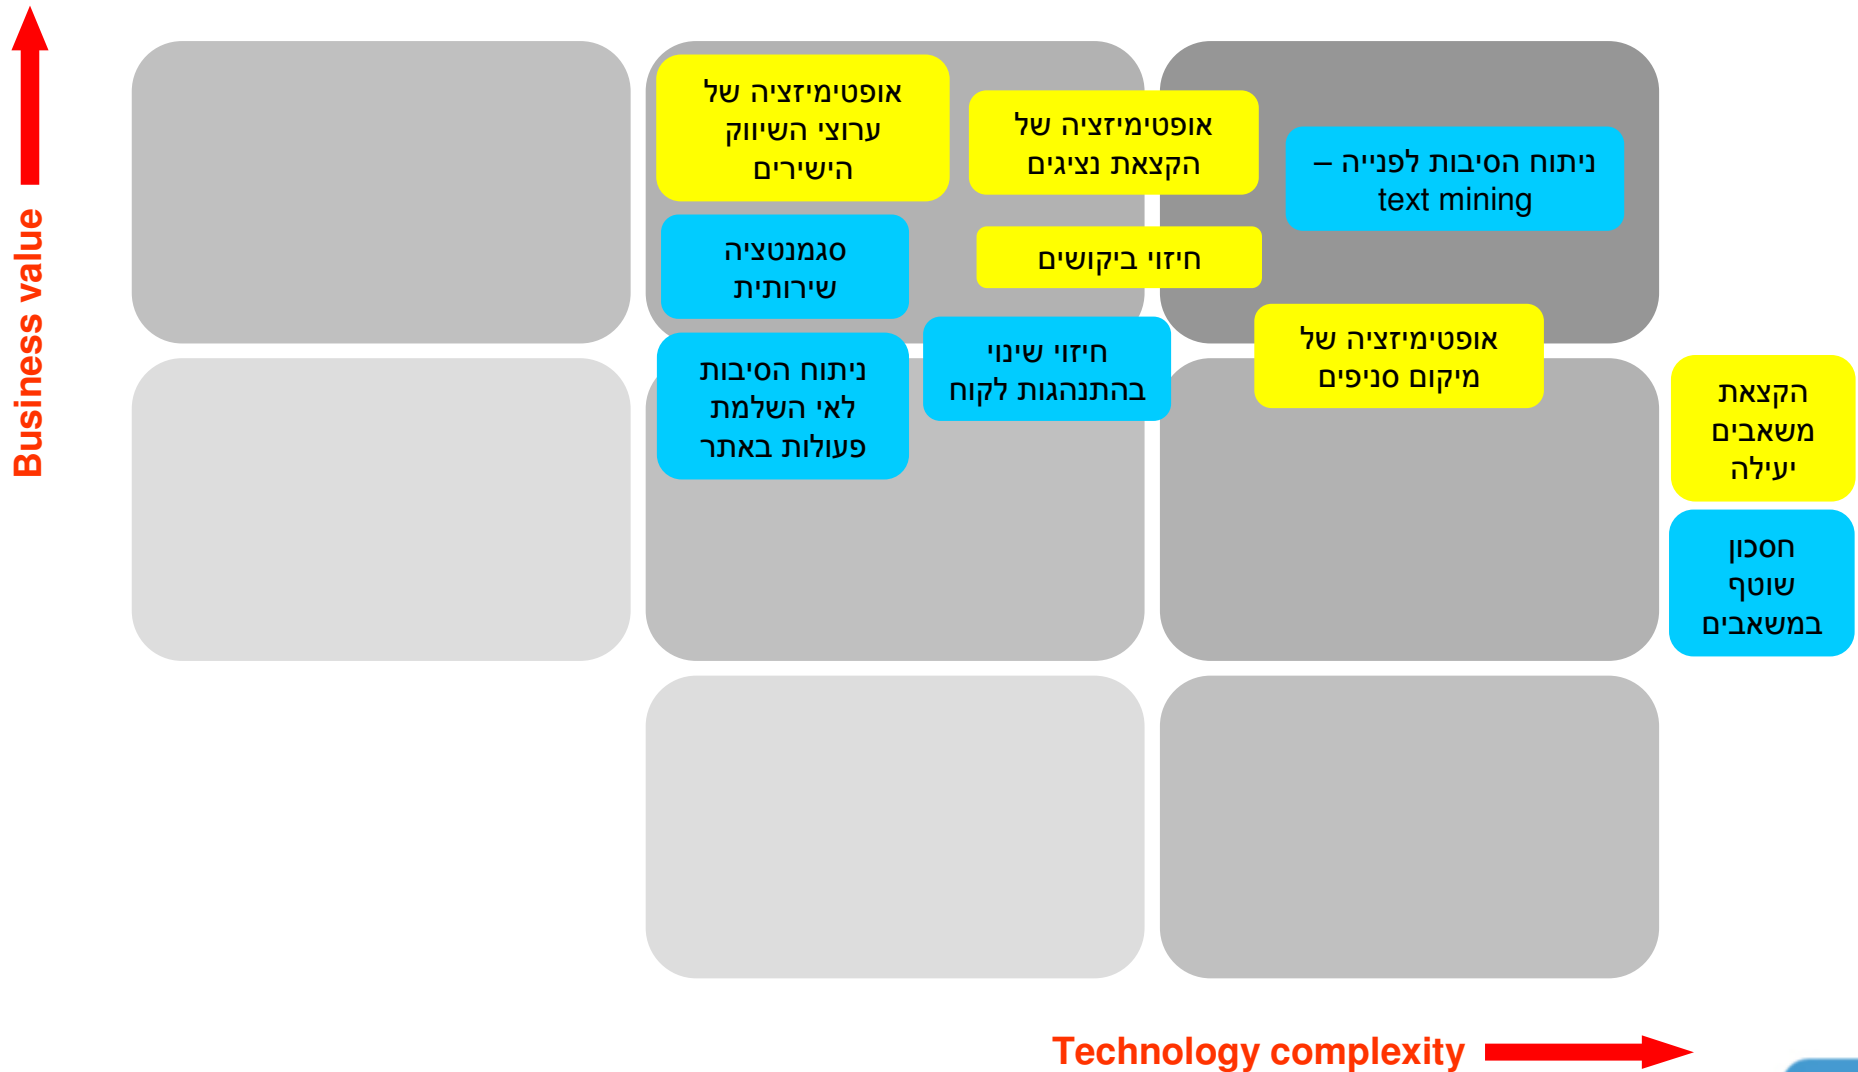 Business value
אופטימיזציה של
ערוצי השיווק
הישירים
אופטימיזציה של
הקצאת נציגים
ניתוח הסיבות לפנייה –
text mining
סגמנטציה
שירותית
חיזוי ביקושים
ניתוח הסיבות
לאי השלמת
פעולות באתר
חיזוי שינוי
בהתנהגות לקוח
אופטימיזציה של
מיקום סניפים
הקצאת
משאבים
יעילה
חסכון
שוטף
במשאבים
Technology complexity